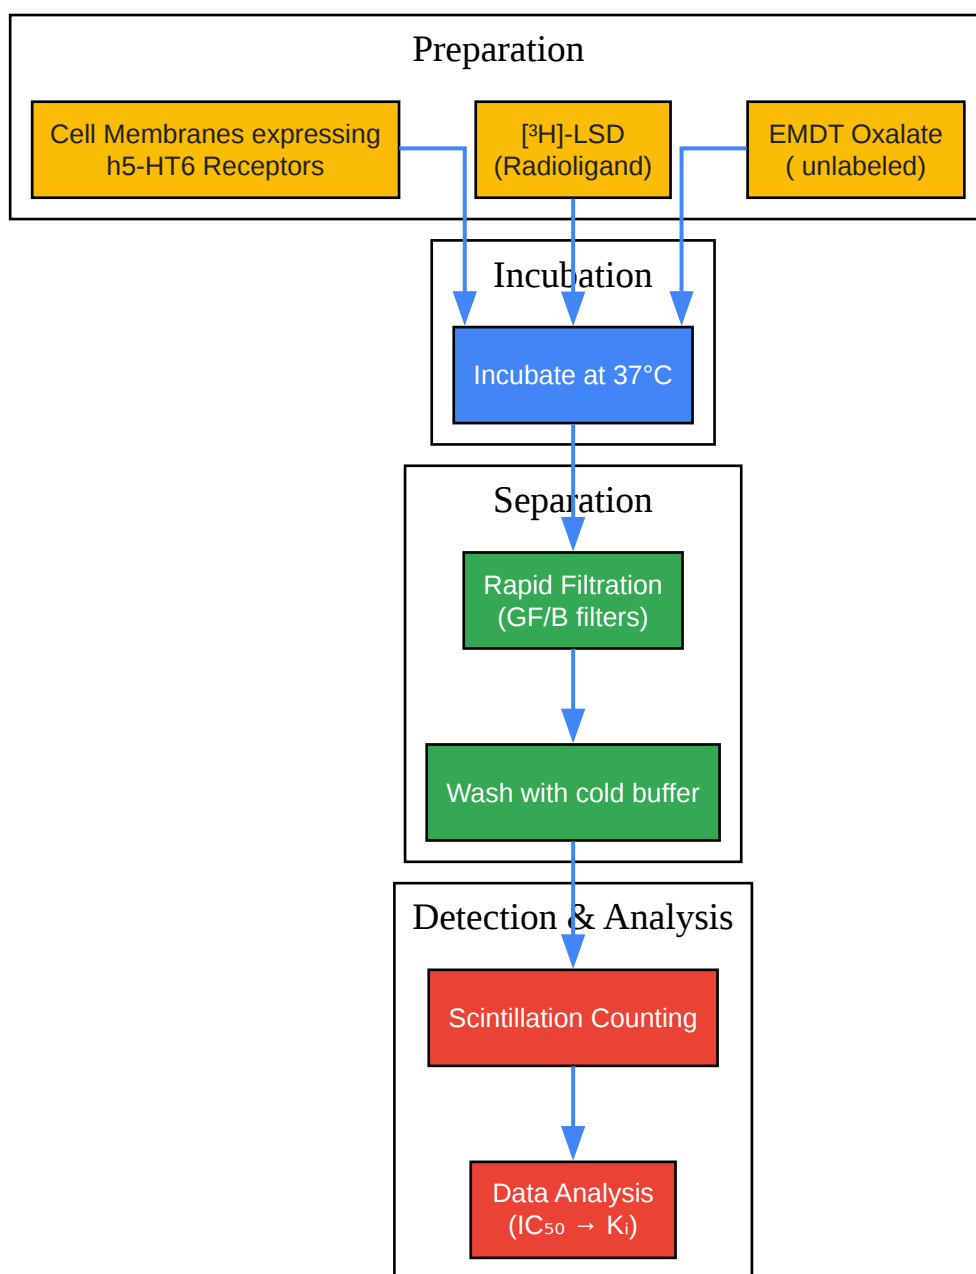 Preparation
Cell Membranes expressing
h5-HT6 Receptors
[³H]-LSD
(Radioligand)
EMDT Oxalate
( unlabeled)
Incubation
Incubate at 37°C
Separation
Rapid Filtration
(GF/B filters)
Wash with cold buffer
Detection & Analysis
Scintillation Counting
Data Analysis
(IC₅₀ → Kᵢ)